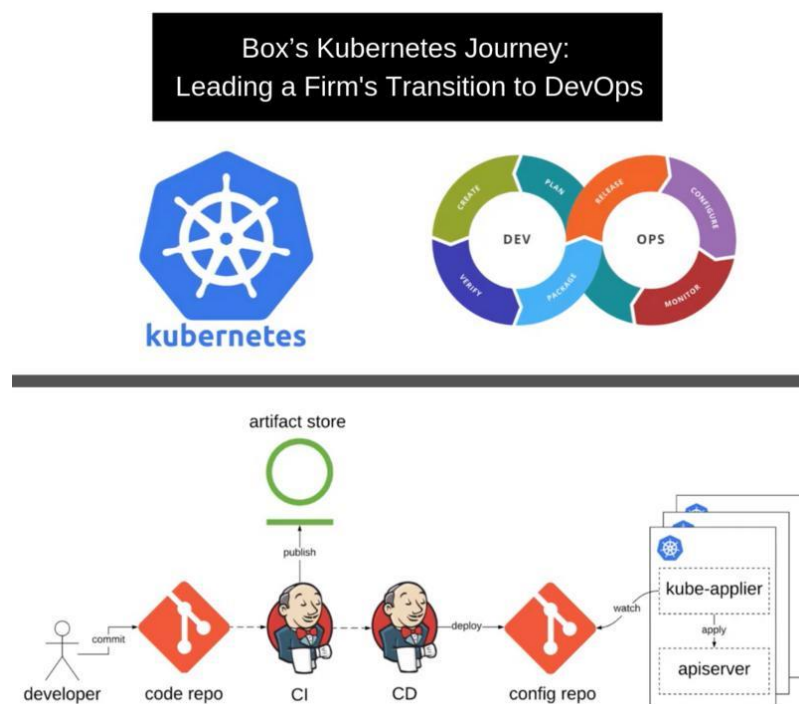 Box's Kubernetes Journey:
Leading a Firm's Transition to DevOps
kubernetes
CREATE
PLAN
RELEASE
CONFIGURE
DEV
OPS
VERIFY
PACKAGE
MONITOR
artifact store
publish
kube-applier
watch
apply
commit
deploy
apiserver
developer
code repo
CI
CD
config repo